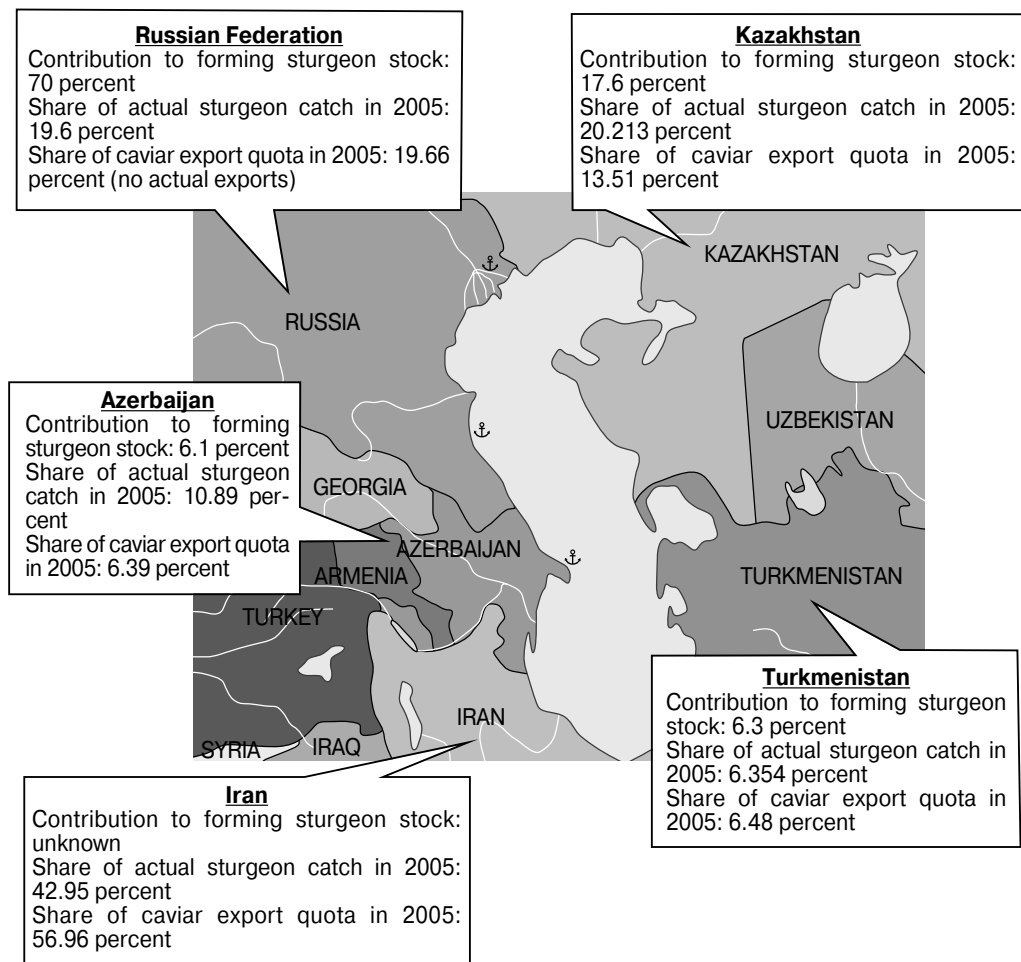 Russian Federation
Contribution to forming sturgeon stock:
70 percent
Share of actual sturgeon catch in 2005:
19.6 percent
Share of caviar export quota in 2005: 19.66
percent (no actual exports)
Kazakhstan
Contribution to forming sturgeon stock:
17.6 percent
Share of actual sturgeon catch in 2005:
20.213 percent
Share of caviar export quota in 2005:
13.51 percent
KAZAKHSTAN
RUSSIA
Azerbaijan
Contribution to forming
sturgeon stock: 6.1 percent
Share of actual sturgeon
catch in 2005: 10.89 per-
cent
Share of caviar export quota
in 2005: 6.39 percent
UZBEKISTAN
GEORGIA
AZERBAIJAN
ARMENIA
TURKMENISTAN
TURKEY
IRAN
SYRIA
IRAQ
Turkmenistan
Contribution to forming sturgeon
stock: 6.3 percent
Share of actual sturgeon catch in
2005: 6.354 percent
Share of caviar export quota in
2005: 6.48 percent
Iran
Contribution to forming sturgeon stock:
unknown
Share of actual sturgeon catch in 2005:
42.95 percent
Share of caviar export quota in 2005:
56.96 percent